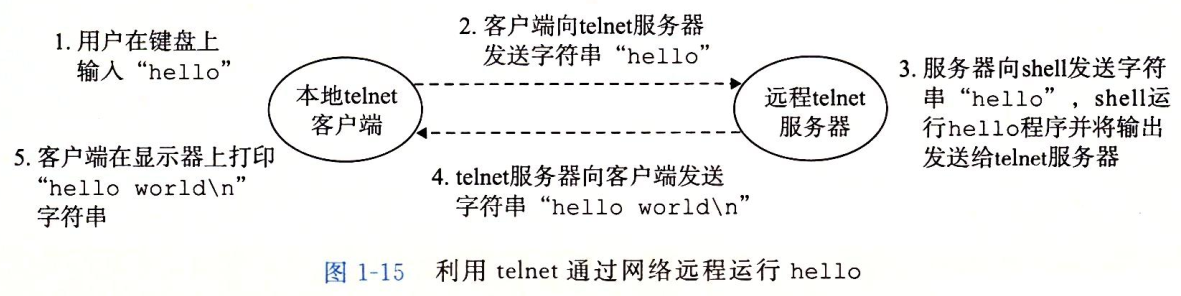 1. 用户在键盘上
输入“hello”
本地telnet
客户端
2. 客户端向telnet服务器
发送字符串“hello”
远程telnet
服务器
3. 服务器向shell发送字符
串“hello”，shell运
行hello程序并将输出
发送给telnet服务器
4. telnet服务器向客户端发送
字符串“hello world\n”
5. 客户端在显示器上打印
“hello world\n”
字符串
图 1-15 利用 telnet 通过网络远程运行 hello